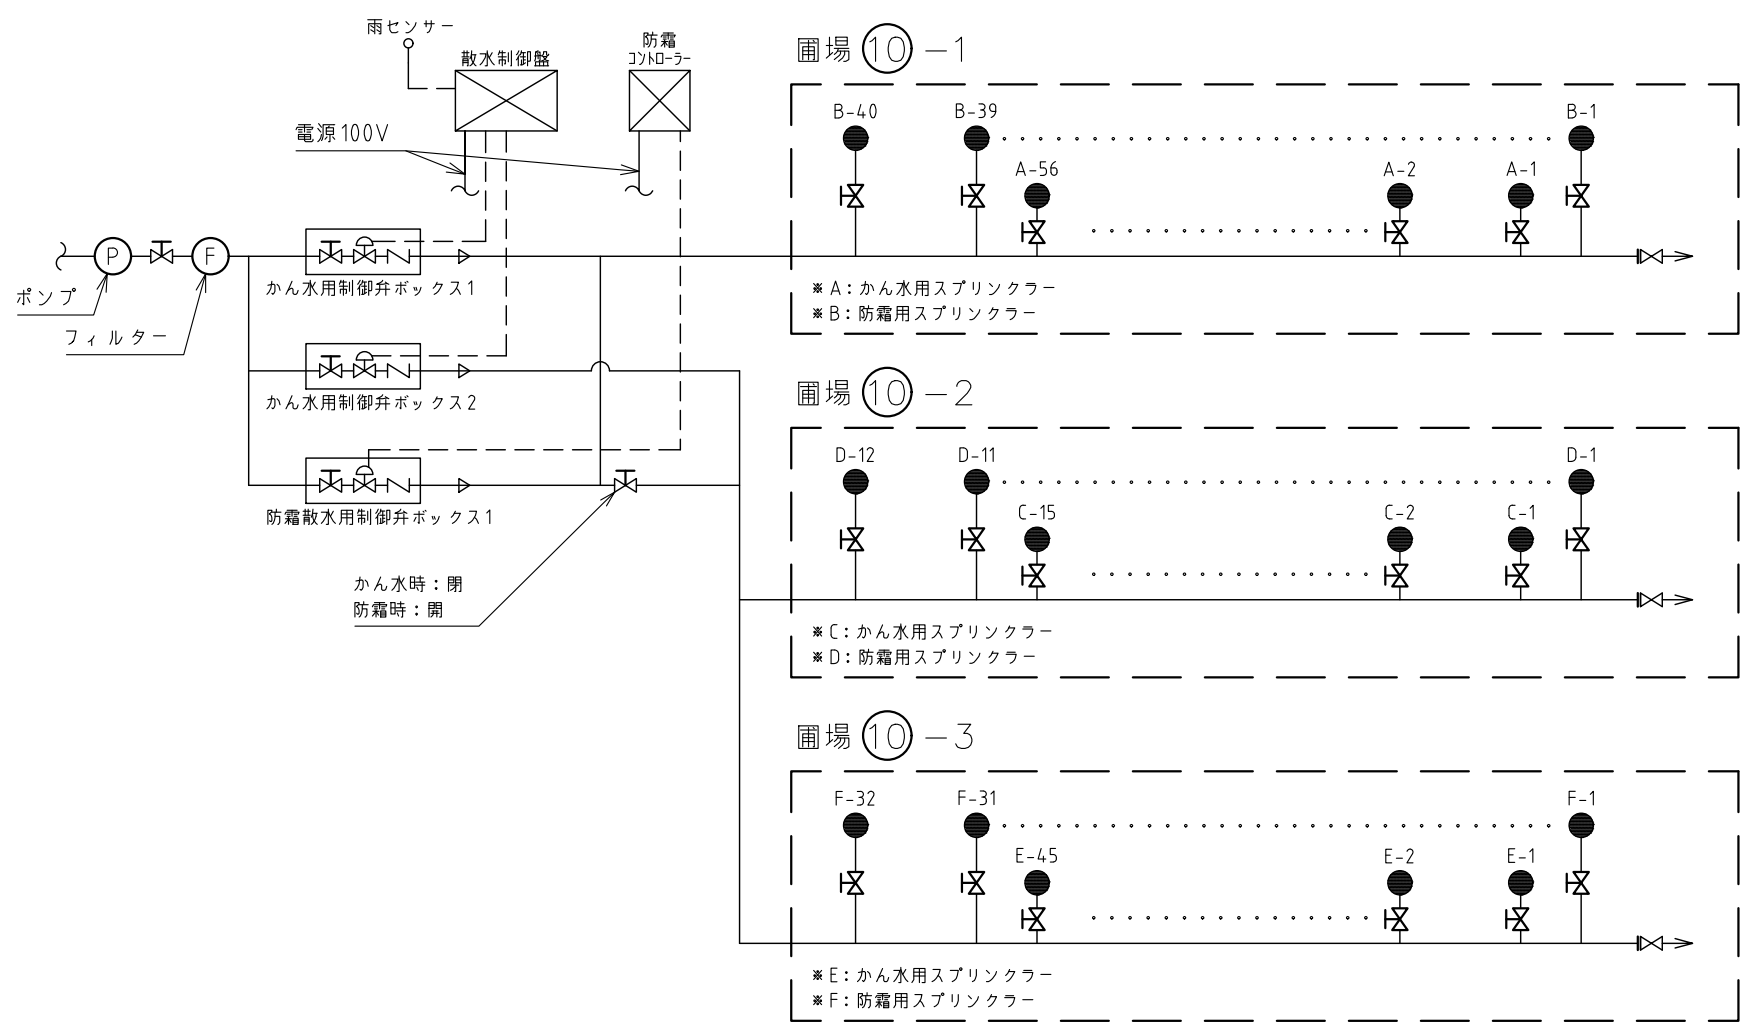 雨センサー
散水制御盤
防霜
コントローラー
電源100V
P
F
ポンプ
フィルター
かん水用制御弁ボックス1
かん水用制御弁ボックス2
防霜散水用制御弁ボックス1
かん水時：閉
防霜時：開
圃場⑩－1
B-40
B-39
B-1
A-56
A-2
A-1
※A：かん水用スプリンクラー
※B：防霜用スプリンクラー
圃場⑩－2
D-12
D-11
D-1
C-15
C-2
C-1
※C：かん水用スプリンクラー
※D：防霜用スプリンクラー
圃場⑩－3
F-32
F-31
F-1
E-45
E-2
E-1
※E：かん水用スプリンクラー
※F：防霜用スプリンクラー